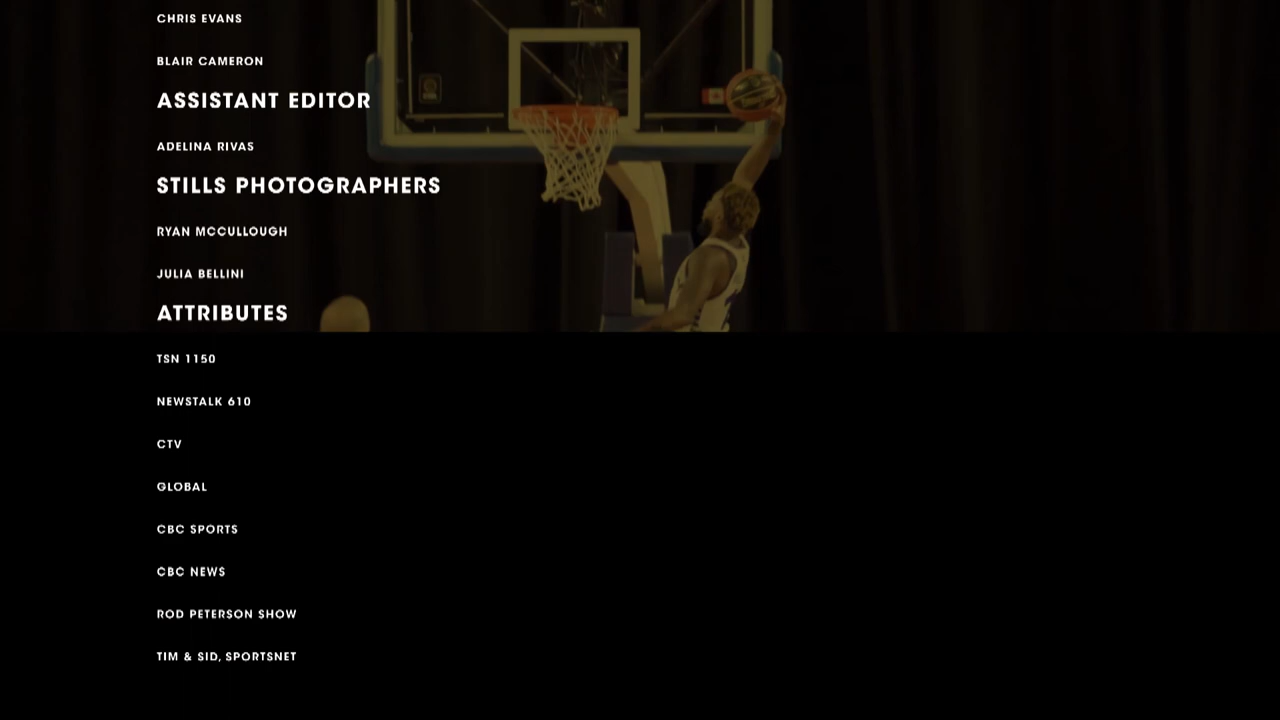 CHRIS EVANS
BLAIR CAMERON
ASSISTANT EDITOR
ADELINA RIVAS
STILLS PHOTOGRAPHERS
RYAN MCCULLOUGH
JULIA BELLINI
ATTRIBUTES
TSN 1150
NEWSTALK 610
CTV
GLOBAL
CBC SPORTS
CBC NEWS
ROD PETERSON SHOW
TIM & SID, SPORTSNET